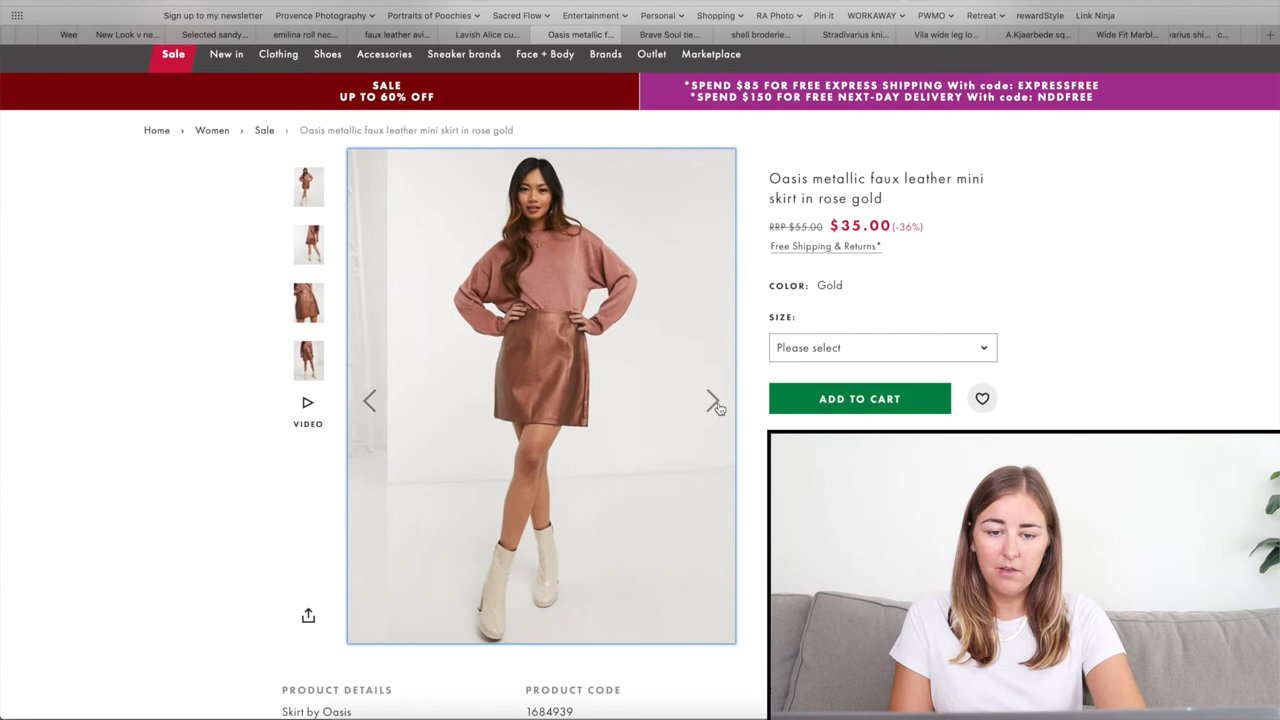 Sign up to my newsletter Provence Photography Portraits of Poochies Sacred Flow Entertainment Personal Shopping RA Photo Pin it WORKAWAY PWMO Retreat rewardStyle Link Ninja
Wee New Look v ne... Selected sandy... emilina roll nec... faux leather avi... Lavish Alice cu... Oasis metallic f... Brave Soul tie... shell broderie... Stradivarius kni... Vila wide leg lo... A.Kjaerbede sq... Wide Fit Marbl... varius shi... c... +
Sale New in Clothing Shoes Accessories Sneaker brands Face + Body Brands Outlet Marketplace
SALE
UP TO 60% OFF
*SPEND $85 FOR FREE EXPRESS SHIPPING With code: EXPRESSFREE
*SPEND $150 FOR FREE NEXT-DAY DELIVERY With code: NDDFREE
Home › Women › Sale › Oasis metallic faux leather mini skirt in rose gold
Oasis metallic faux leather mini
skirt in rose gold
RRP $55.00 $35.00 (-36%)
Free Shipping & Returns*
COLOR: Gold
SIZE:
Please select
ADD TO CART
VIDEO
PRODUCT DETAILS
Skirt by Oasis
PRODUCT CODE
1684939